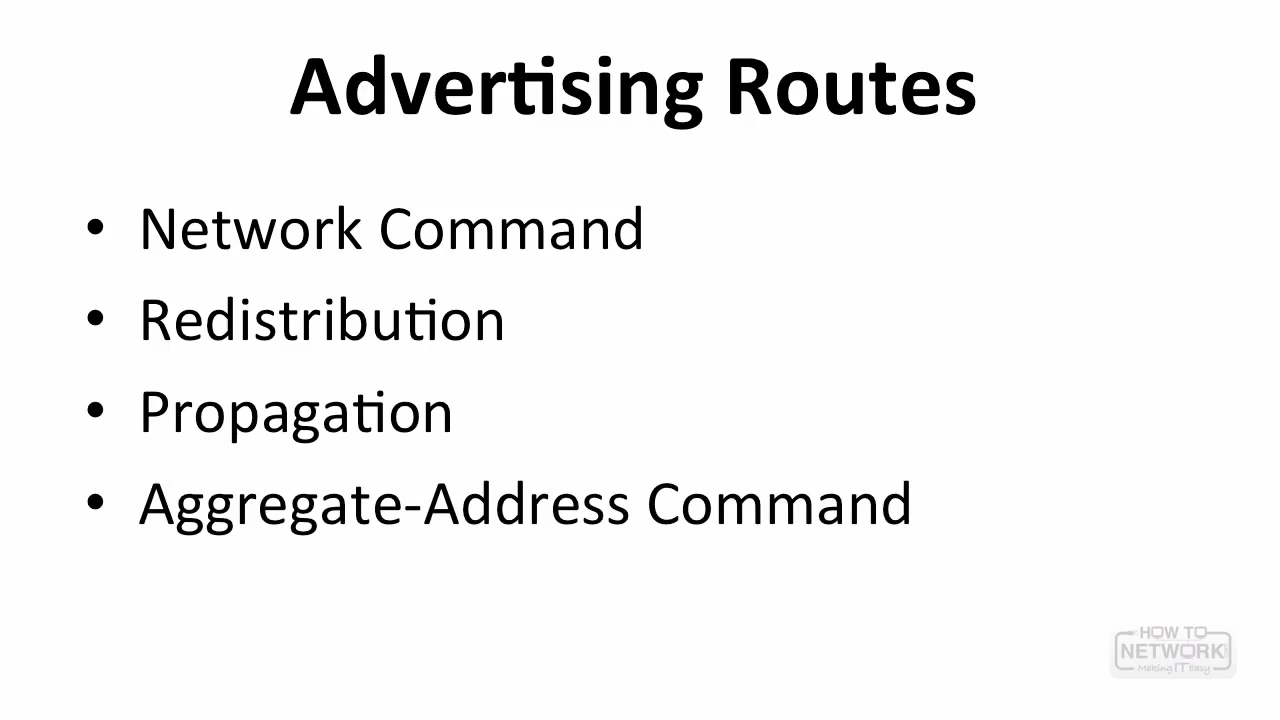 Advertising Routes
• Network Command
• Redistribution
• Propagation
• Aggregate-Address Command
HOW TO
NETWORK
Making IT Easy